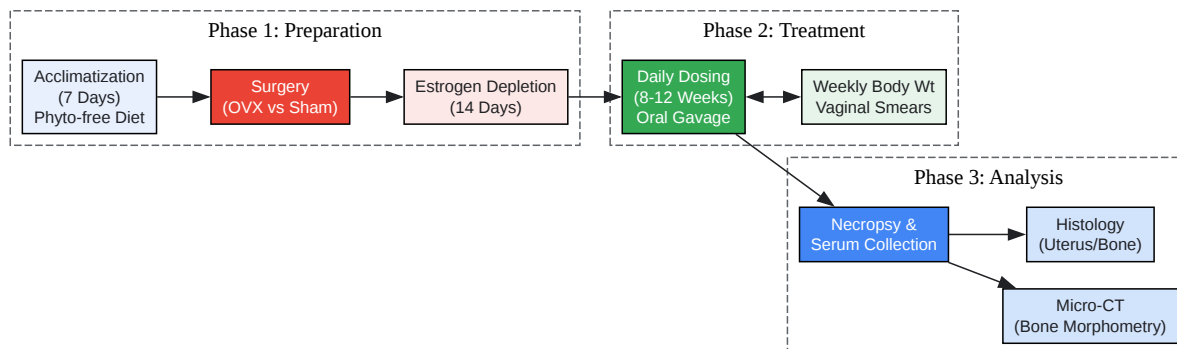 Phase 1: Preparation
Acclimatization
(7 Days)
Phyto-free Diet
Surgery
(OVX vs Sham)
Estrogen Depletion
(14 Days)
Phase 2: Treatment
Daily Dosing
(8-12 Weeks)
Oral Gavage
Weekly Body Wt
Vaginal Smears
Phase 3: Analysis
Necropsy &
Serum Collection
Histology
(Uterus/Bone)
Micro-CT
(Bone Morphometry)